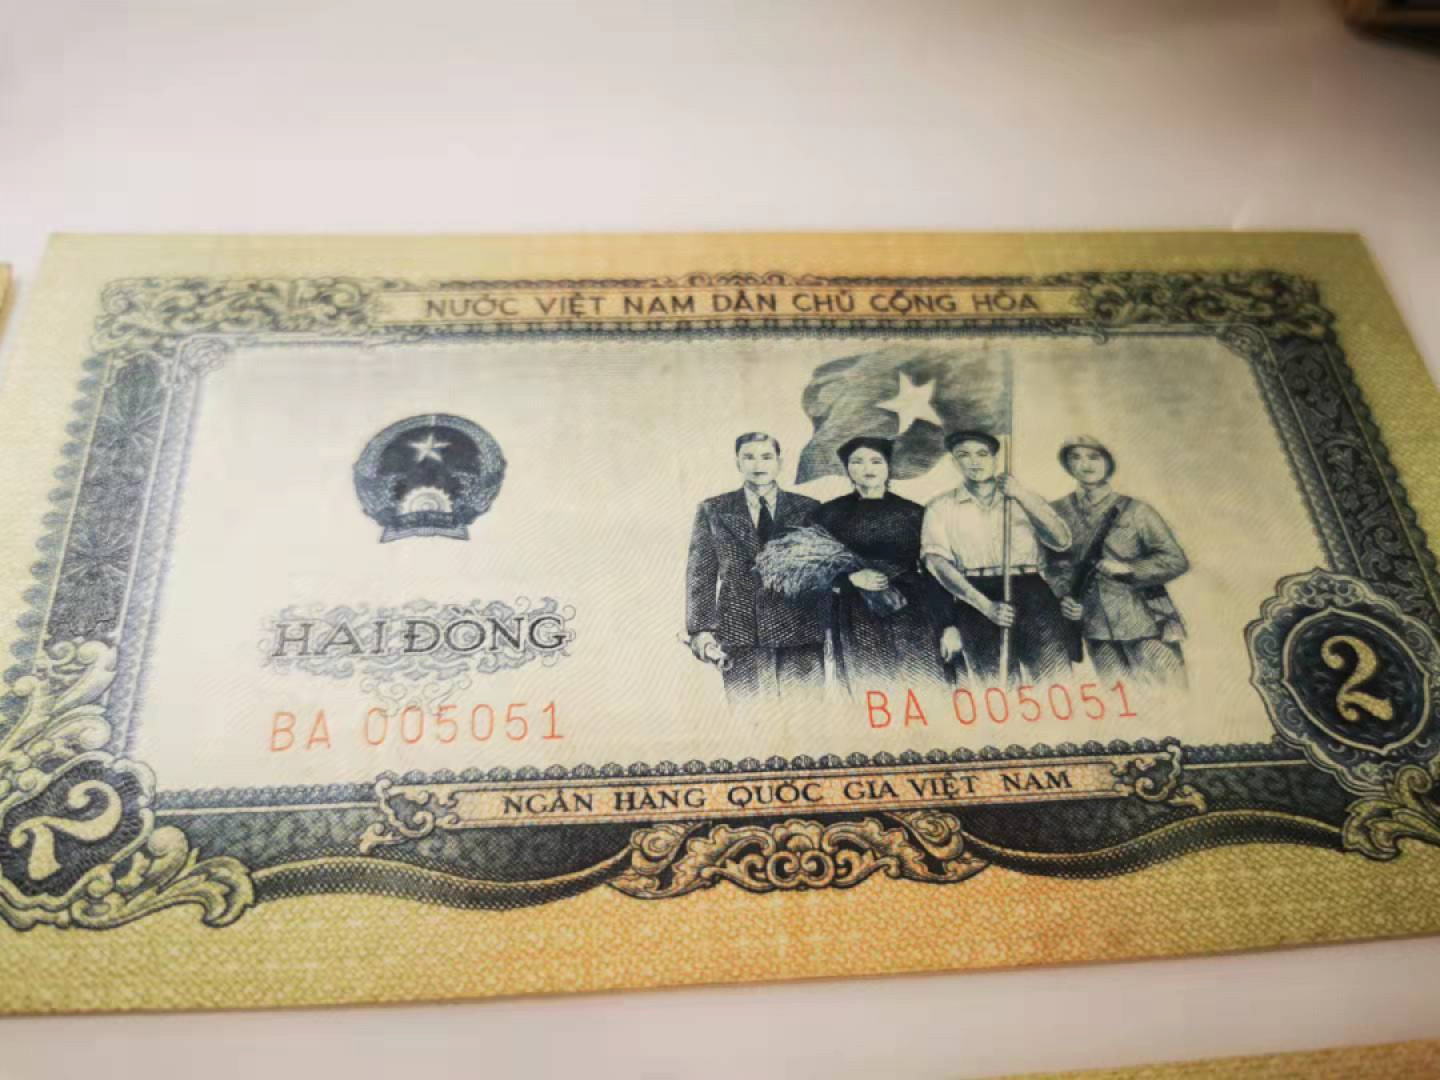 NƯỚC VIỆT NAM DÂN CHỦ CỘNG HÒA
HAI ĐỒNG
BA 005051
BA 005051
2
2
NGÂN HÀNG QUỐC GIA VIỆT NAM